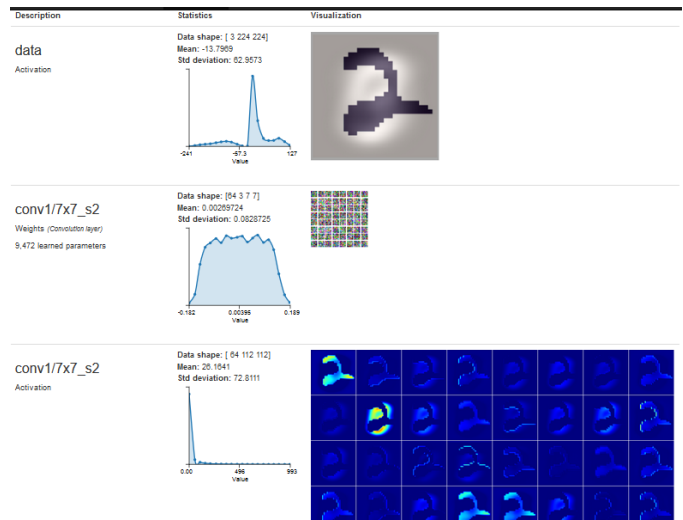 Description Statistics Visualization
data
Activation
Data shape: [ 3 224 224]
Mean: -13.7969
Std deviation: 62.9573
-241 -57.3 127
Value
conv1/7x7_s2
Weights (Convolution layer)
9,472 learned parameters
Data shape: [64 3 7 7]
Mean: 0.00269724
Std deviation: 0.0828725
-0.182 0.00399 0.189
Value
conv1/7x7_s2
Activation
Data shape: [ 64 112 112]
Mean: 26.1641
Std deviation: 72.8111
0.00 496 993
Value